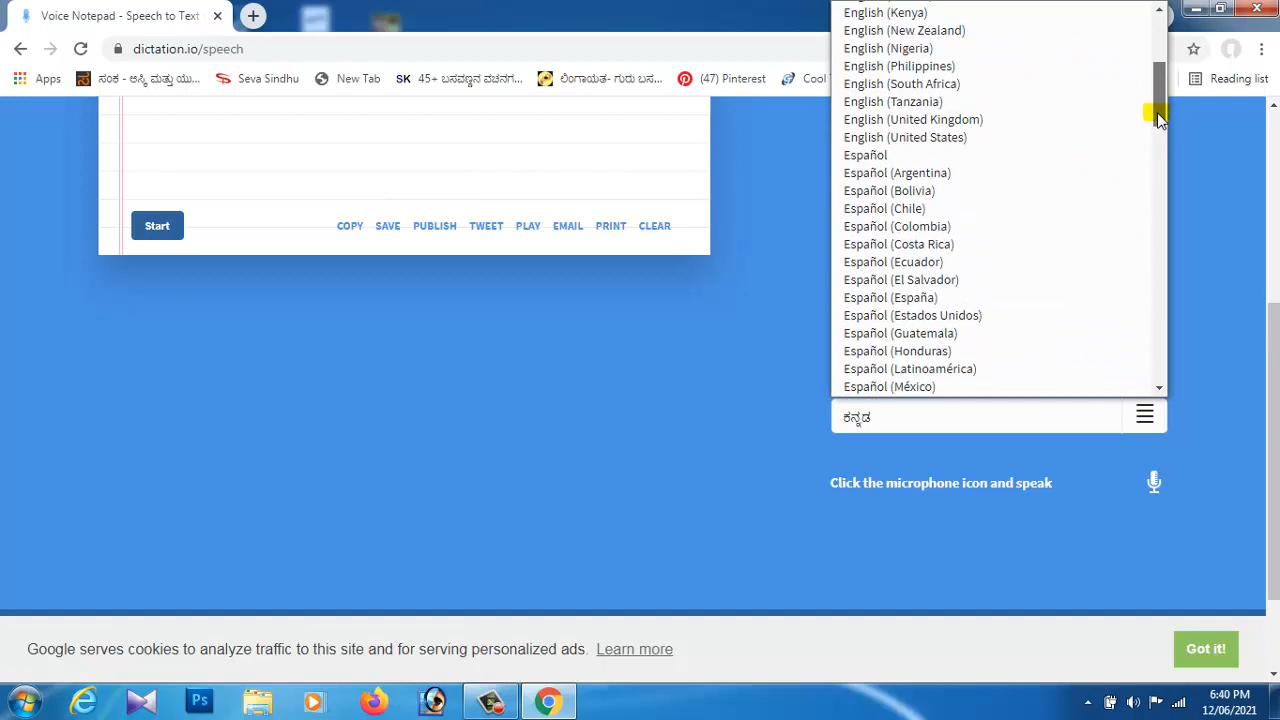 Voice Notepad - Speech to Text
dictation.io/speech
Apps
ಸಂಕ - ಅಸ್ಕಿ ಮತ್ತು ಯು...
Seva Sindhu
New Tab
SK 45+ ಬಸವಣ್ಣನ ವಚನಗ...
ಲಿಂಗಾಯತ- ಗುರು ಬಸ...
(47) Pinterest
Cool
Reading list
English (Kenya)
English (New Zealand)
English (Nigeria)
English (Philippines)
English (South Africa)
English (Tanzania)
English (United Kingdom)
English (United States)
Español
Español (Argentina)
Español (Bolivia)
Español (Chile)
Español (Colombia)
Español (Costa Rica)
Español (Ecuador)
Español (El Salvador)
Español (España)
Español (Estados Unidos)
Español (Guatemala)
Español (Honduras)
Español (Latinoamérica)
Español (México)
Start
COPY SAVE PUBLISH TWEET PLAY EMAIL PRINT CLEAR
ಕನ್ನಡ
Click the microphone icon and speak
Google serves cookies to analyze traffic to this site and for serving personalized ads. Learn more
Got it!
Ps
6:40 PM
12/06/2021